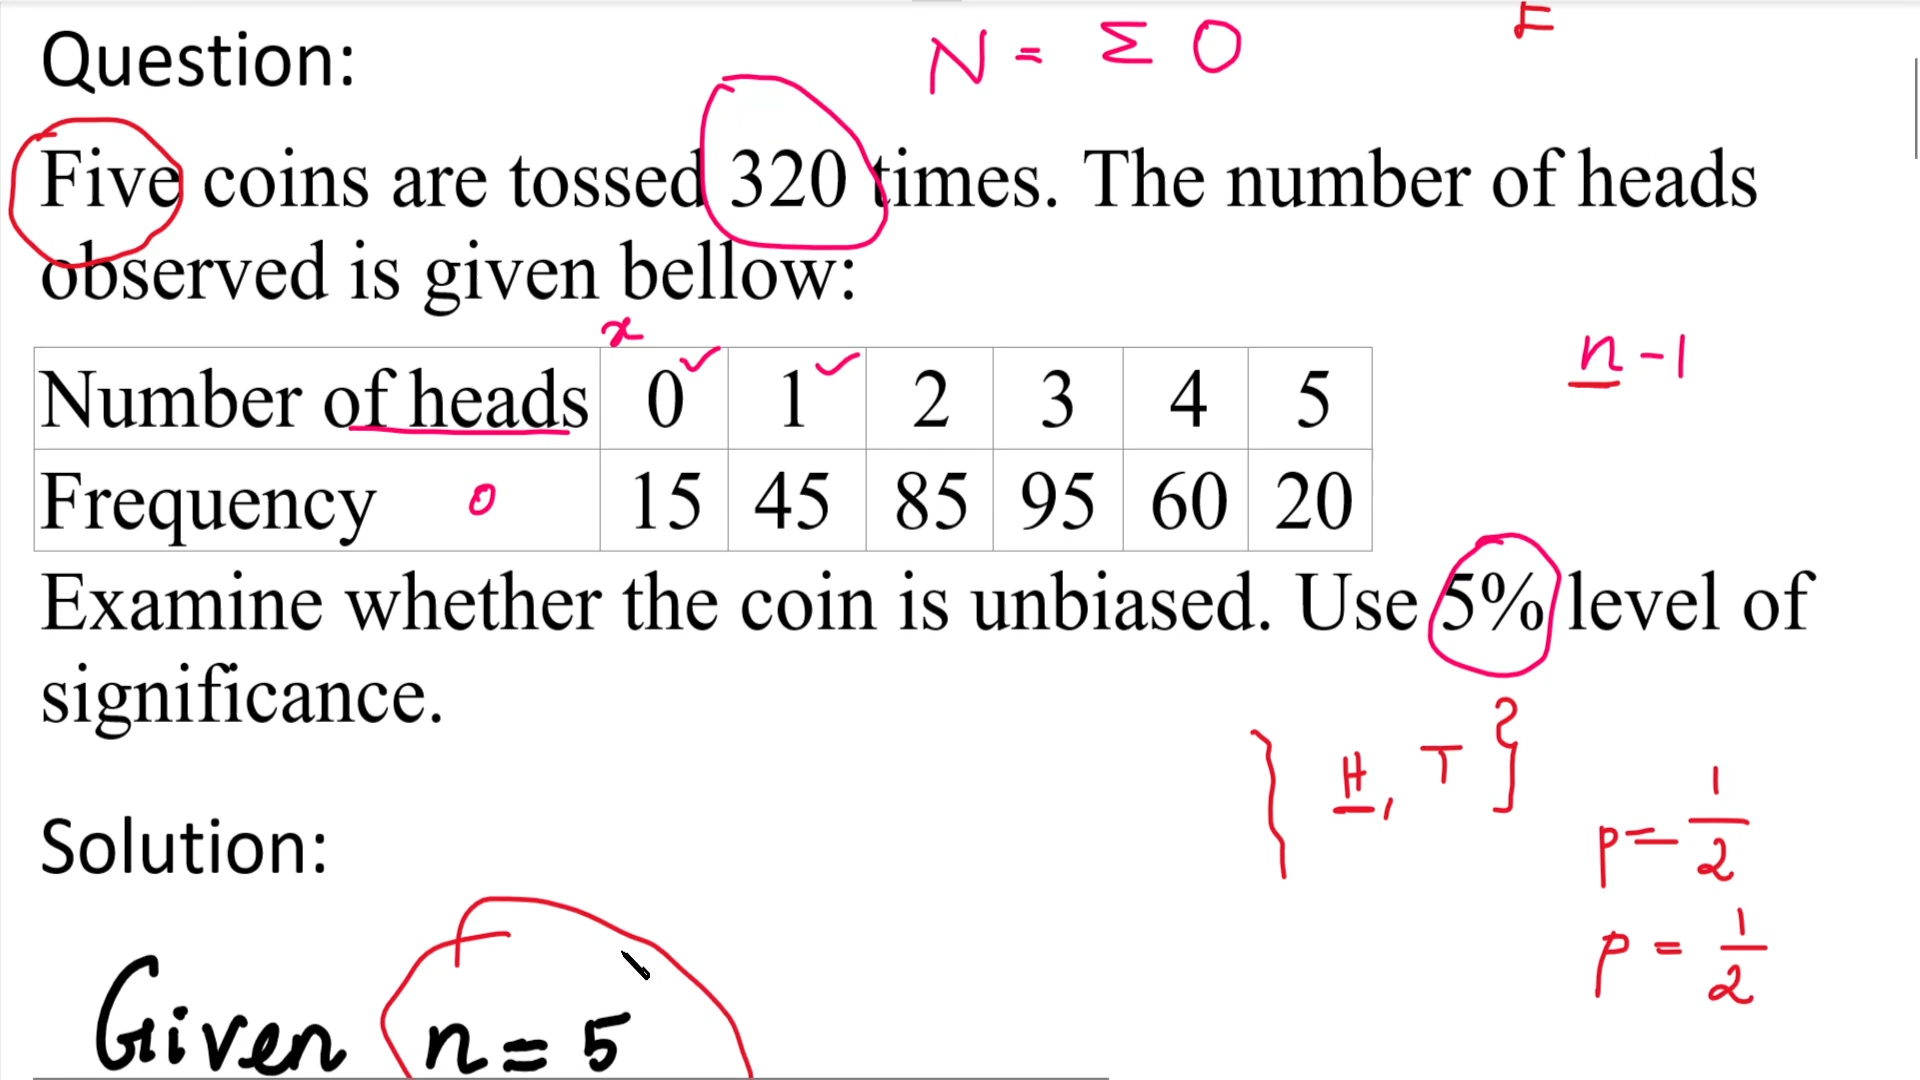 Question:
N = Σ O
Five coins are tossed 320 times. The number of heads
observed is given bellow:
x
Number of heads 0 1 2 3 4 5
n-1
Frequency O 15 45 85 95 60 20
Examine whether the coin is unbiased. Use 5% level of
significance.
H, T }
Solution:
p = 1/2
p = 1/2
Given n = 5